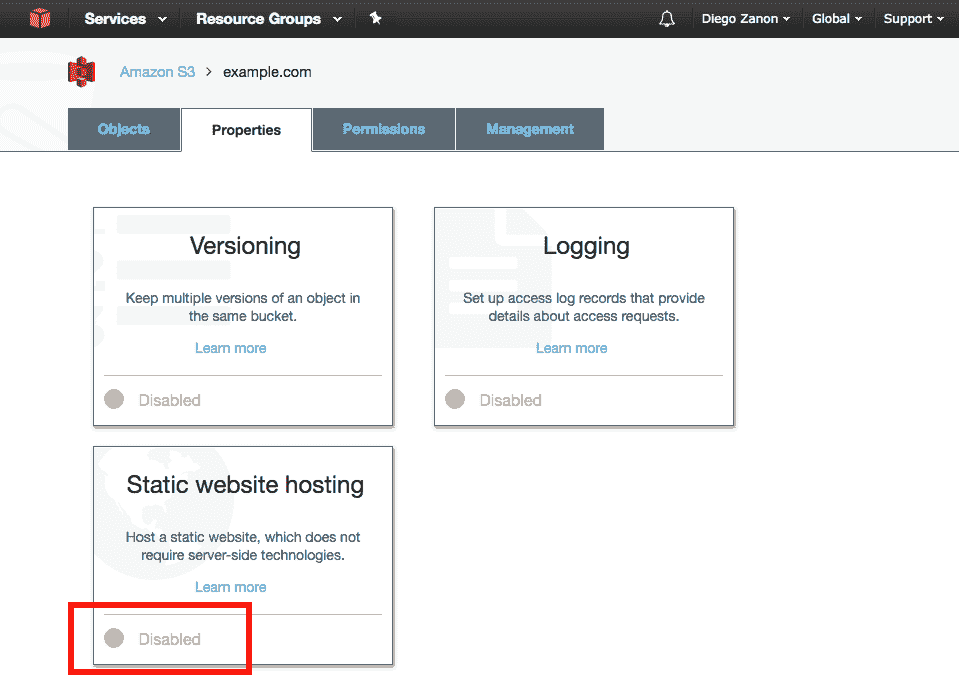 Services Resource Groups Diego Zanon Global Support
Amazon S3 > example.com
Objects Properties Permissions Management
Versioning
Keep multiple versions of an object in
the same bucket.
Learn more
Disabled
Logging
Set up access log records that provide
details about access requests.
Learn more
Disabled
Static website hosting
Host a static website, which does not
require server-side technologies.
Learn more
Disabled